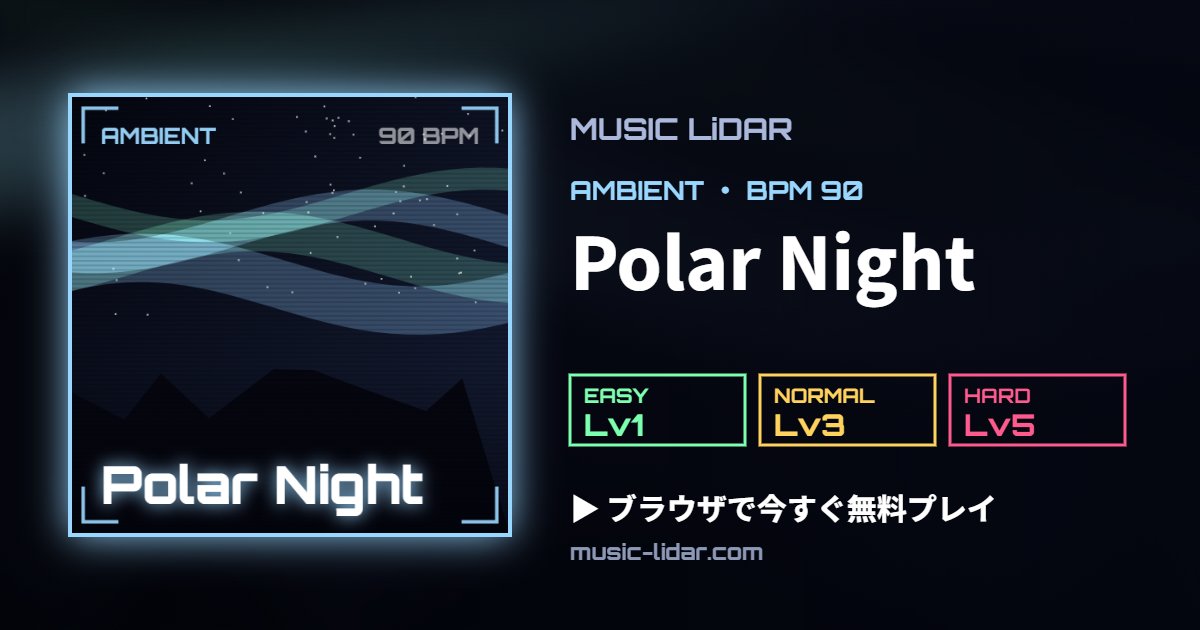 AMBIENT
90 BPM
Polar Night
MUSIC LiDAR
AMBIENT • BPM 90
Polar Night
EASY
Lv1
NORMAL
Lv3
HARD
Lv5
▶ ブラウザで今すぐ無料プレイ
music-lidar.com